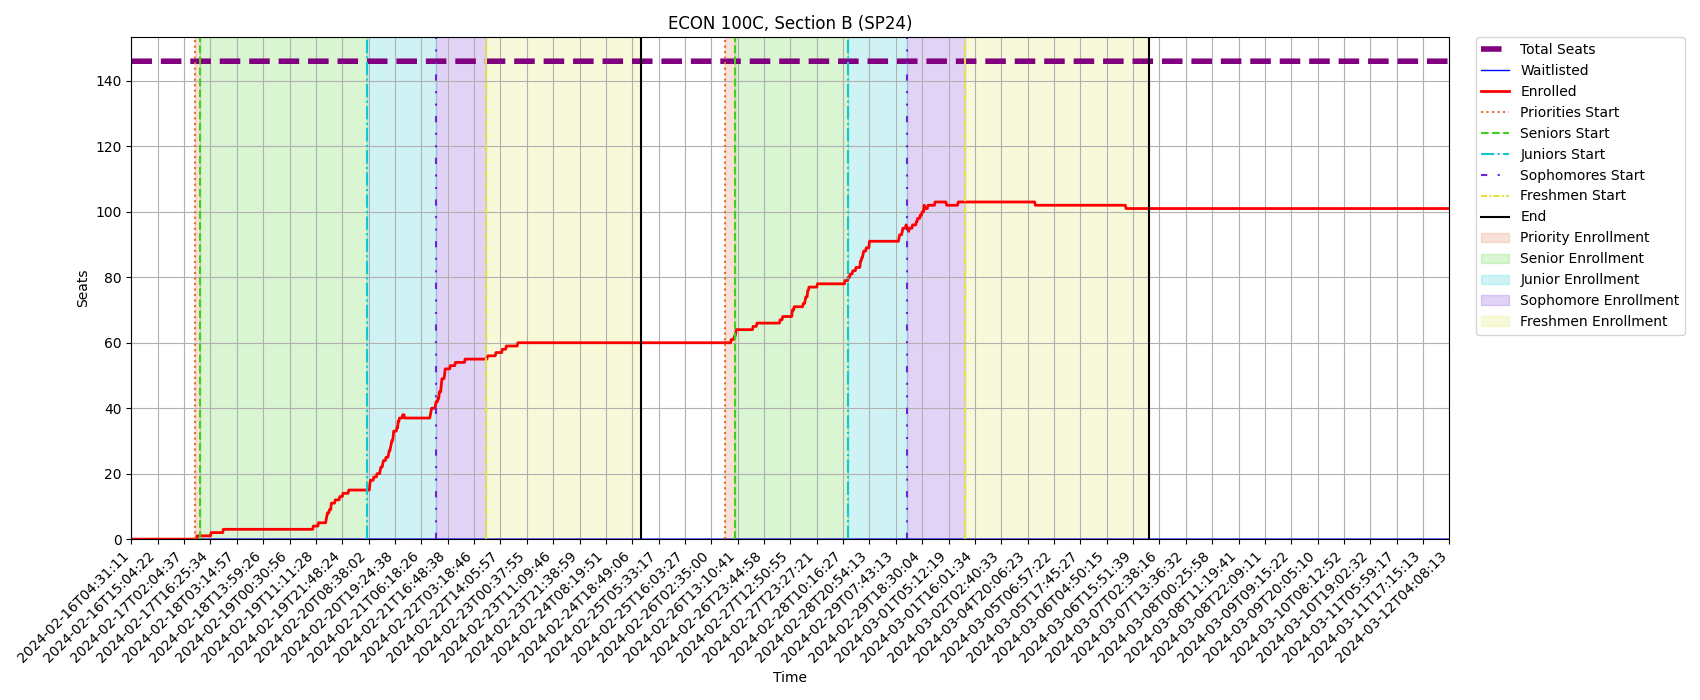 ECON 100C, Section B (SP24)
Total Seats
Waitlisted
Enrolled
Priorities Start
Seniors Start
Juniors Start
Sophomores Start
Freshmen Start
End
Priority Enrollment
Senior Enrollment
Junior Enrollment
Sophomore Enrollment
Freshmen Enrollment
Seats
140
120
100
80
60
40
20
0
2024-02-16T04:31:11
2024-02-16T15:04:22
2024-02-17T02:04:37
2024-02-17T16:25:34
2024-02-18T03:14:57
2024-02-18T13:59:26
2024-02-19T00:30:56
2024-02-19T11:11:28
2024-02-19T21:48:24
2024-02-20T08:38:02
2024-02-20T19:24:38
2024-02-21T06:18:26
2024-02-21T16:48:38
2024-02-22T03:18:46
2024-02-22T14:05:57
2024-02-23T00:37:55
2024-02-23T11:09:46
2024-02-23T21:38:59
2024-02-24T08:19:51
2024-02-24T18:49:06
2024-02-25T05:33:17
2024-02-25T16:03:27
2024-02-26T02:35:00
2024-02-26T13:10:41
2024-02-26T23:44:58
2024-02-27T12:50:55
2024-02-27T23:27:21
2024-02-28T10:16:27
2024-02-28T20:54:13
2024-02-29T07:43:13
2024-02-29T18:30:04
2024-03-01T05:12:19
2024-03-01T16:01:34
2024-03-02T02:40:33
2024-03-04T20:06:23
2024-03-05T06:57:22
2024-03-05T17:45:27
2024-03-06T04:50:15
2024-03-06T15:51:39
2024-03-07T02:38:16
2024-03-07T13:36:32
2024-03-08T00:25:58
2024-03-08T11:19:41
2024-03-08T22:09:11
2024-03-09T09:15:22
2024-03-09T20:05:10
2024-03-10T08:12:52
2024-03-10T19:02:32
2024-03-11T05:59:17
2024-03-11T17:15:13
2024-03-12T04:08:13
Time